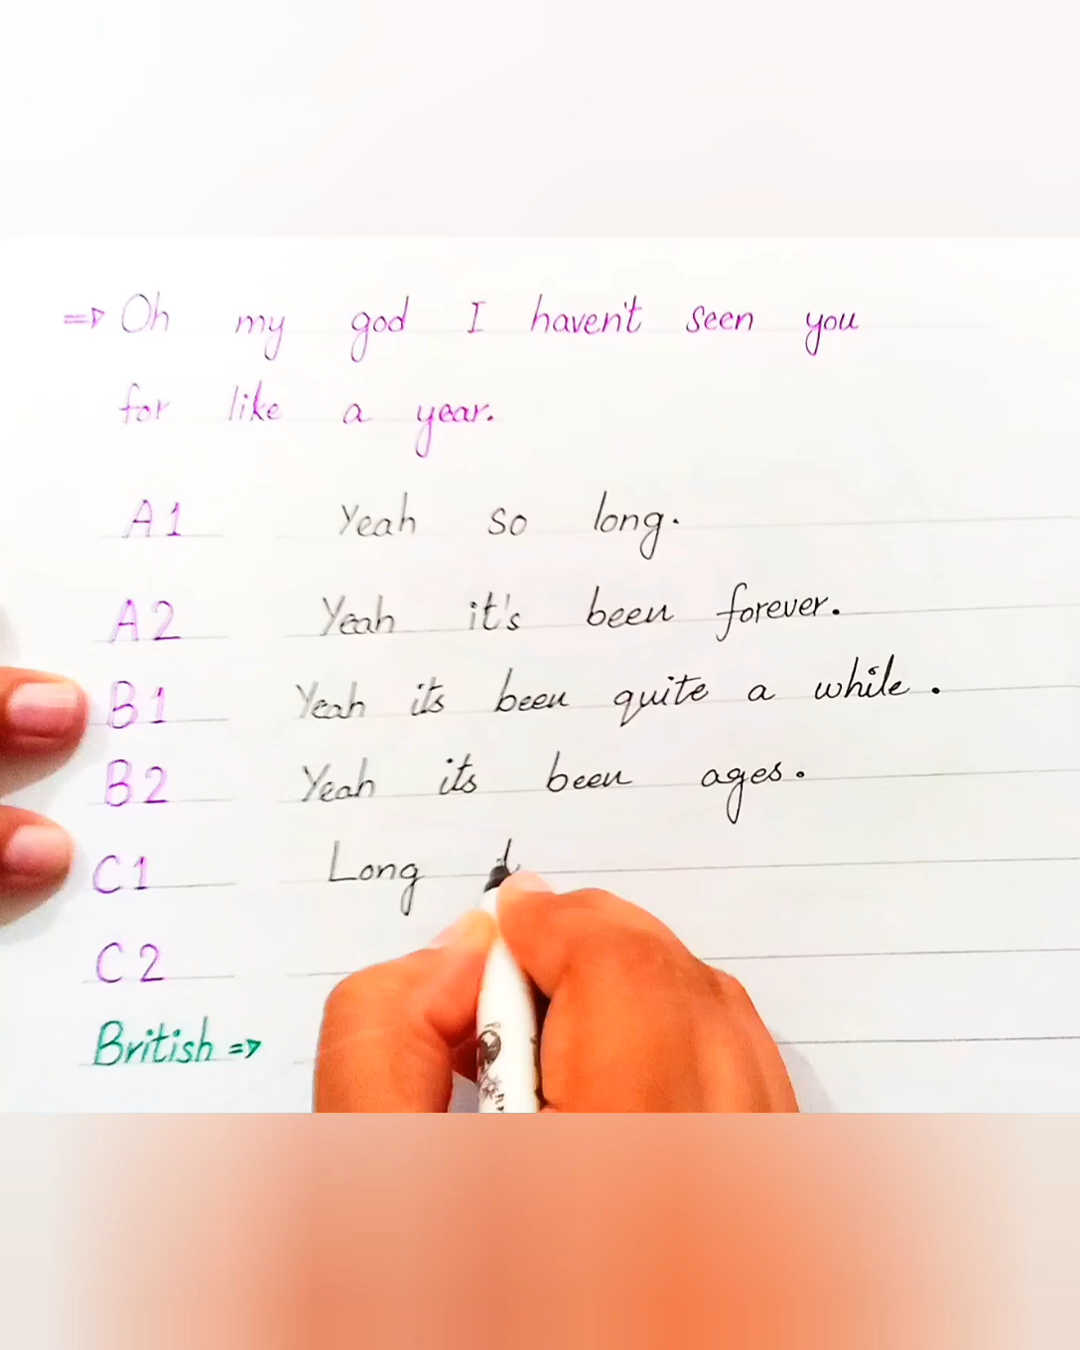 => Oh my god I haven't seen you
for like a year.
A1 Yeah so long.
A2 Yeah it's been forever.
B1 Yeah its been quite a while.
B2 Yeah its been ages.
C1 Long
C2
British =>